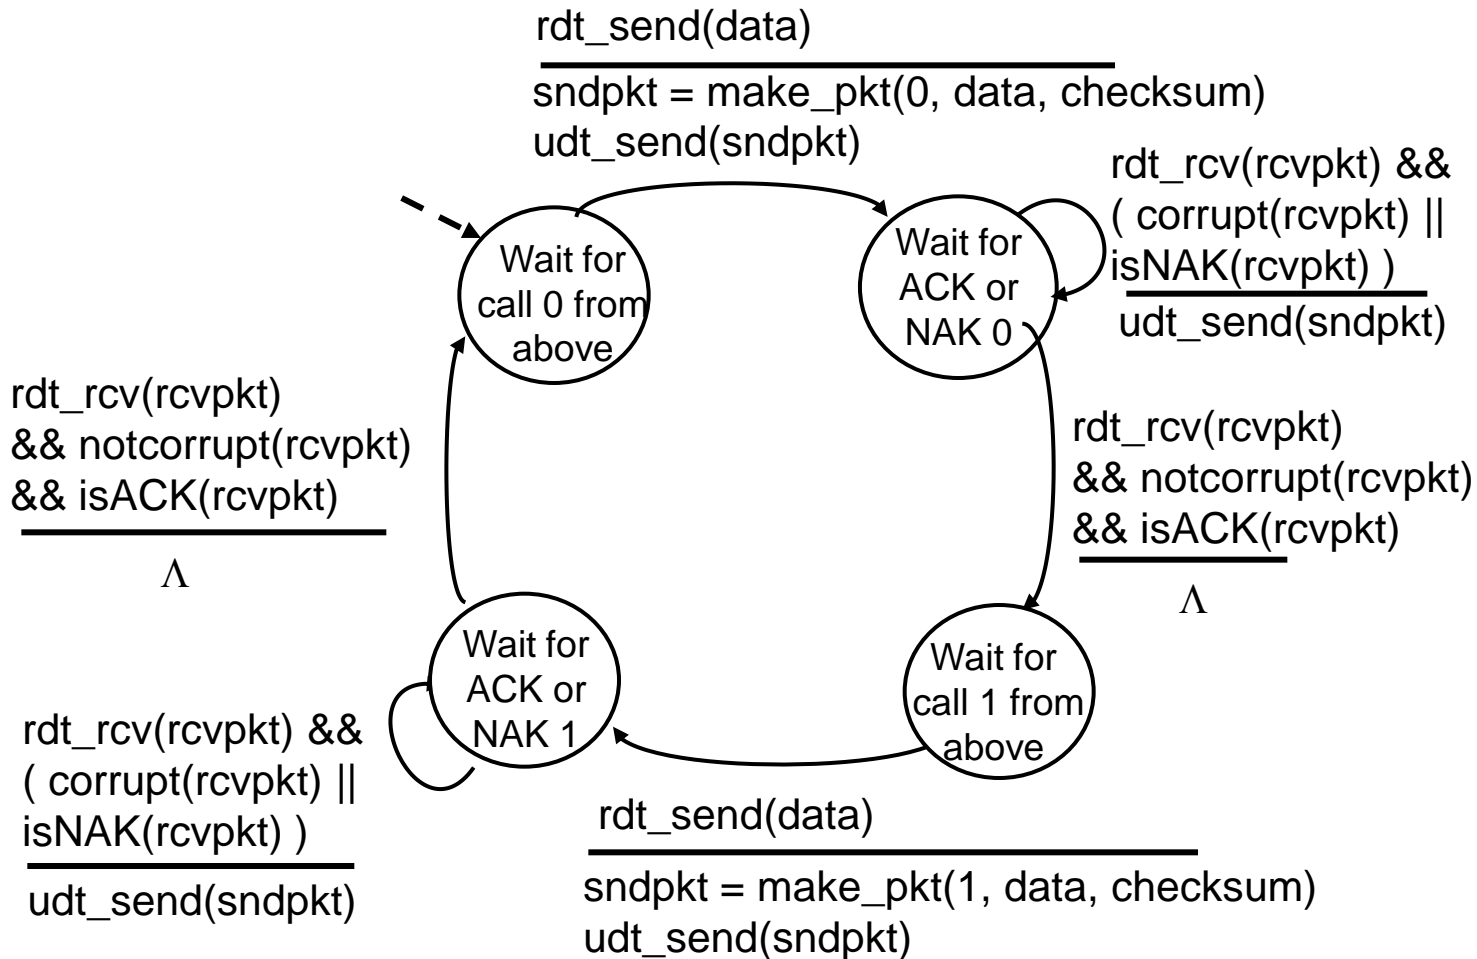 rdt_send(data)
sndpkt = make_pkt(0, data, checksum)
udt_send(sndpkt)
rdt_rcv(rcvpkt) &&
( corrupt(rcvpkt) ||
isNAK(rcvpkt) )
udt_send(sndpkt)
Wait for
call 0 from
above
Wait for
ACK or
NAK 0
rdt_rcv(rcvpkt)
&& notcorrupt(rcvpkt)
&& isACK(rcvpkt)
Λ
rdt_rcv(rcvpkt)
&& notcorrupt(rcvpkt)
&& isACK(rcvpkt)
Λ
Wait for
ACK or
NAK 1
Wait for
call 1 from
above
rdt_rcv(rcvpkt) &&
( corrupt(rcvpkt) ||
isNAK(rcvpkt) )
udt_send(sndpkt)
rdt_send(data)
sndpkt = make_pkt(1, data, checksum)
udt_send(sndpkt)